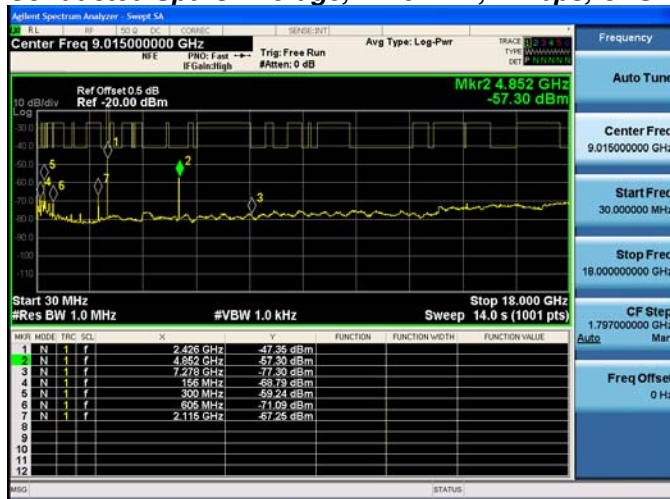 Agilent Spectrum Analyzer - Swept SA
RL RF 50 Ω DC CORREC SENSE:INT
Center Freq 9.015000000 GHz
NFE PNO: Fast Trig: Free Run
IFGain:High #Atten: 0 dB
Avg Type: Log-Pwr
TRACE 1 2 3 4 5 6
TYPE
DET P N N N N N
Frequency
Auto Tune
Mkr2 4.852 GHz
-57.30 dBm
Ref Offset 0.5 dB
10 dB/div Ref -20.00 dBm
Log
-30.0
-40.0
-50.0
-60.0
-70.0
-80.0
-90.0
-100
-110
1
2
3
4
5
6
7
Start 30 MHz
Stop 18.000 GHz
#Res BW 1.0 MHz #VBW 1.0 kHz Sweep 14.0 s (1001 pts)
Center Freq
9.015000000 GHz
Start Freq
30.000000 MHz
Stop Freq
18.000000000 GHz
CF Step
1.797000000 GHz
Auto Man
Freq Offset
0 Hz
MKR MODE TRC SCL X Y FUNCTION FUNCTION WIDTH FUNCTION VALUE
1 N 1 f 2.426 GHz -47.35 dBm
2 N 1 f 4.852 GHz -57.30 dBm
3 N 1 f 7.278 GHz -77.30 dBm
4 N 1 f 156 MHz -68.79 dBm
5 N 1 f 300 MHz -59.24 dBm
6 N 1 f 605 MHz -71.09 dBm
7 N 1 f 2.115 GHz -67.25 dBm
8
9
10
11
12
MSG STATUS